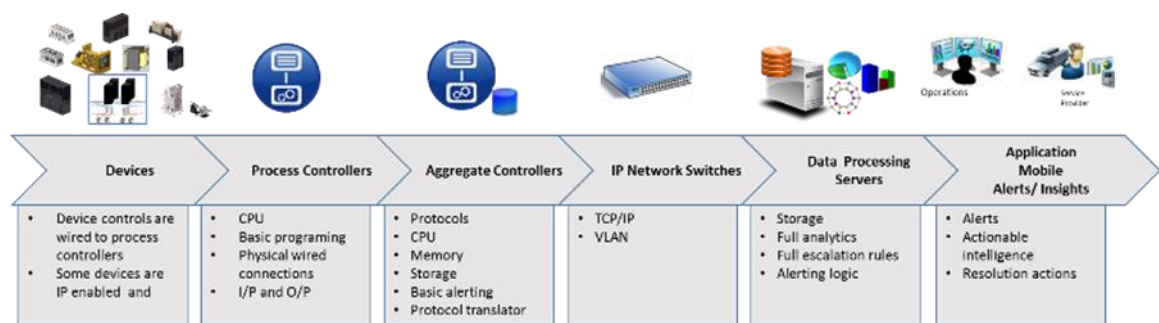 Operations
Service
Provider
Devices
Process Controllers
Aggregate Controllers
IP Network Switches
Data Processing
Servers
Application
Mobile
Alerts/ Insights
• Device controls are
wired to process
controllers
• Some devices are
IP enabled and
• CPU
• Basic programing
• Physical wired
connections
• I/P and O/P
• Protocols
• CPU
• Memory
• Storage
• Basic alerting
• Protocol translator
• TCP/IP
• VLAN
• Storage
• Full analytics
• Full escalation rules
• Alerting logic
• Alerts
• Actionable
intelligence
• Resolution actions